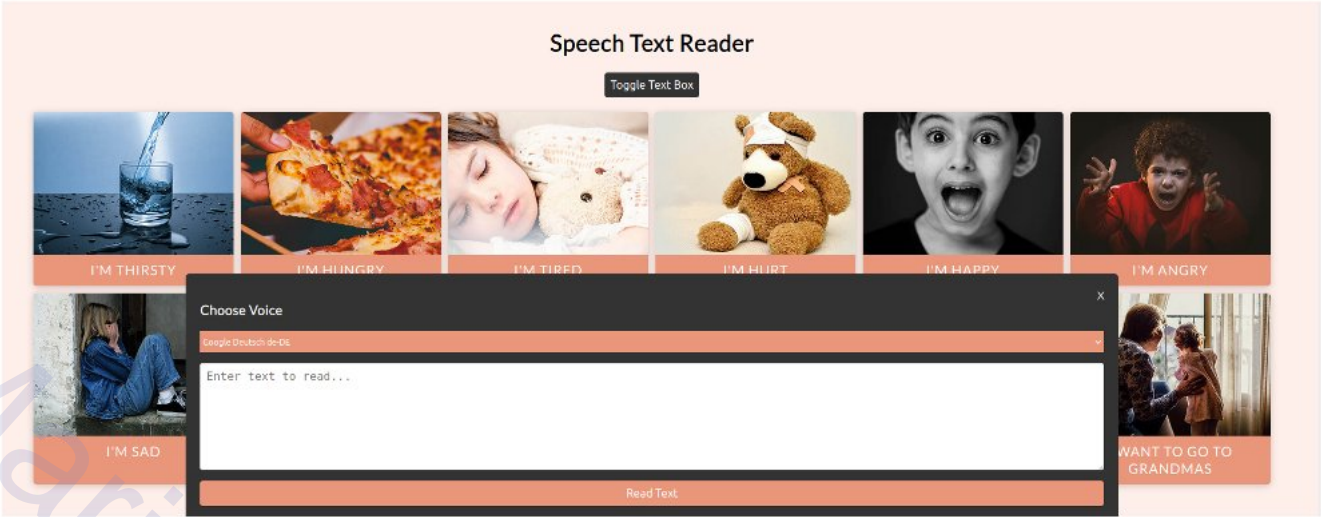 Speech Text Reader
Toggle Text Box
I'M THIRSTY
I'M HUNGRY
I'M TIRED
I'M HURT
I'M HAPPY
I'M ANGRY
X
Choose Voice
Google Deutsch de-DE
Enter text to read...
Read Text
I'M SAD
WANT TO GO TO
GRANDMAS